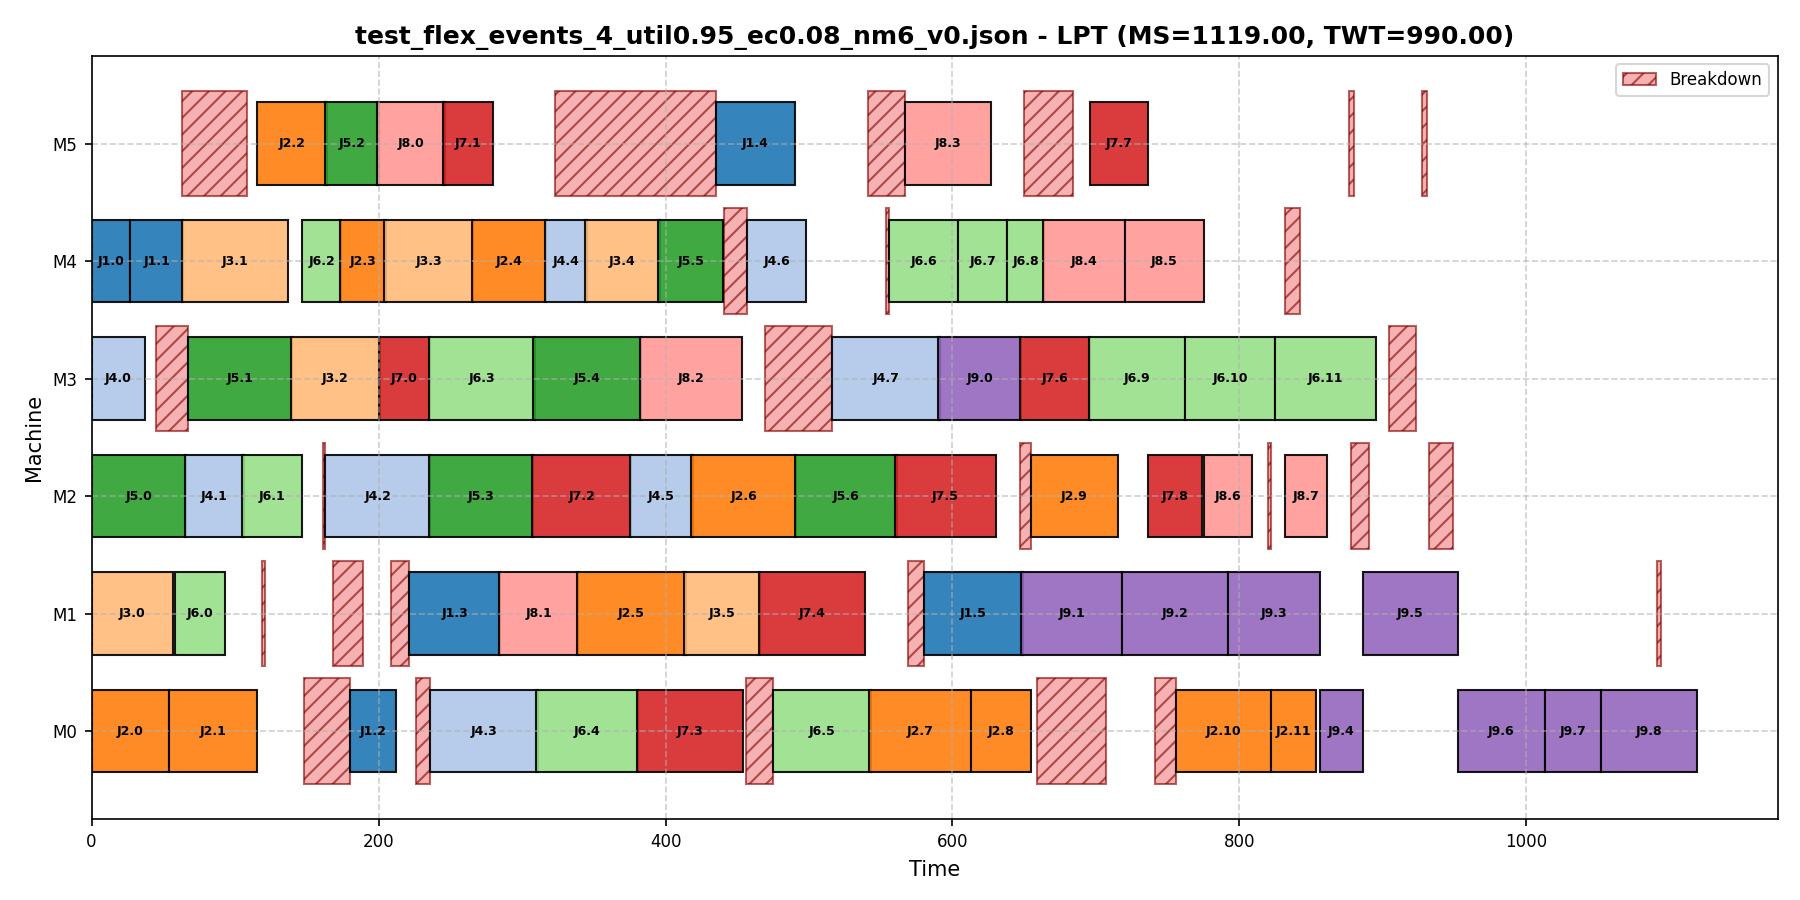 test_flex_events_4_util0.95_ec0.08_nm6_v0.json - LPT (MS=1119.00, TWT=990.00)
Breakdown
M5 J2.2 J5.2 J8.0 J7.1 J1.4 J8.3 J7.7
M4 J1.0 J1.1 J3.1 J6.2 J2.3 J3.3 J2.4 J4.4 J3.4 J5.5 J4.6 J6.6 J6.7 J6.8 J8.4 J8.5
M3 J4.0 J5.1 J3.2 J7.0 J6.3 J5.4 J8.2 J4.7 J9.0 J7.6 J6.9 J6.10 J6.11
M2 J5.0 J4.1 J6.1 J4.2 J5.3 J7.2 J4.5 J2.6 J5.6 J7.5 J2.9 J7.8 J8.6 J8.7
M1 J3.0 J6.0 J1.3 J8.1 J2.5 J3.5 J7.4 J1.5 J9.1 J9.2 J9.3 J9.5
M0 J2.0 J2.1 J1.2 J4.3 J6.4 J7.3 J6.5 J2.7 J2.8 J2.10 J2.11 J9.4 J9.6 J9.7 J9.8
Machine
0 200 400 600 800 1000
Time